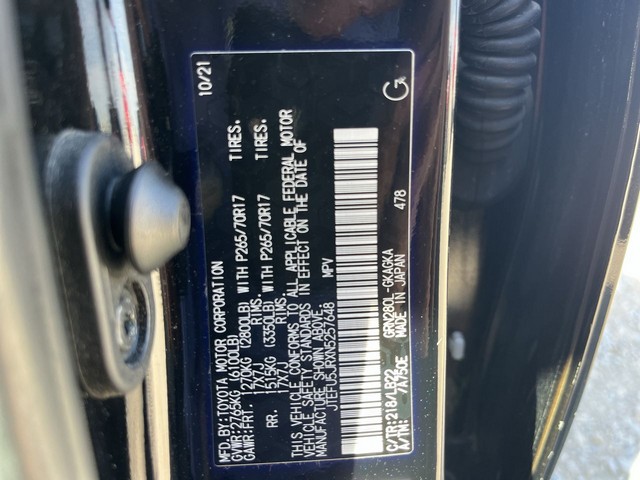 MFD.BY:TOYOTA MOTOR CORPORATION 10/21
GVWR:2765KG (6100LB)
GAWR:FRT. 1270KG (2800LB) WITH P265/70R17 TIRES.
17X7J RIMS.
RR. 1515KG (3350LB) WITH P265/70R17 TIRES.
17X7J RIMS.
THIS VEHICLE CONFORMS TO ALL APPLICABLE FEDERAL MOTOR
VEHICLE SAFETY STANDARDS IN EFFECT ON THE DATE OF
MANUFACTURE SHOWN ABOVE.
JTEFU5JRXN5257648 MPV
C/TR:218/LB22 GRN280L-GKAGKA 478
A/TM: /A750E MADE IN JAPAN
G